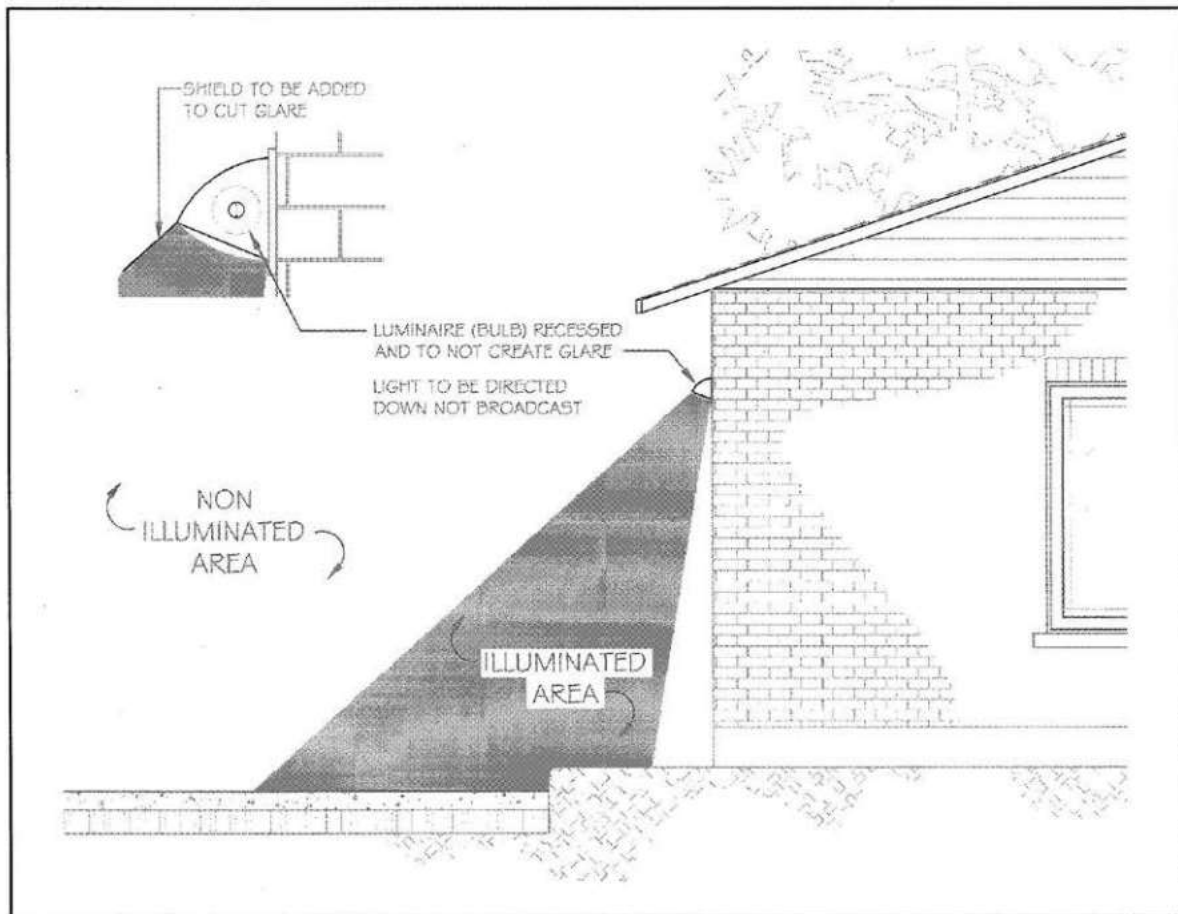 SHIELD TO BE ADDED
TO CUT GLARE
LUMINAIRE (BULB) RECESSED
AND TO NOT CREATE GLARE
LIGHT TO BE DIRECTED
DOWN NOT BROADCAST
NON
ILLUMINATED
AREA
ILLUMINATED
AREA